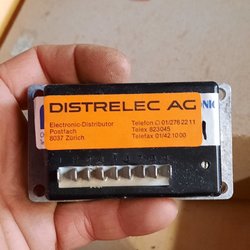 DISTRELEC AG
Electronic-Distributor
Postfach
8037 Zürich
Telefon 01/276 22 11
Telex 823045
Telefax 01/42 10 00